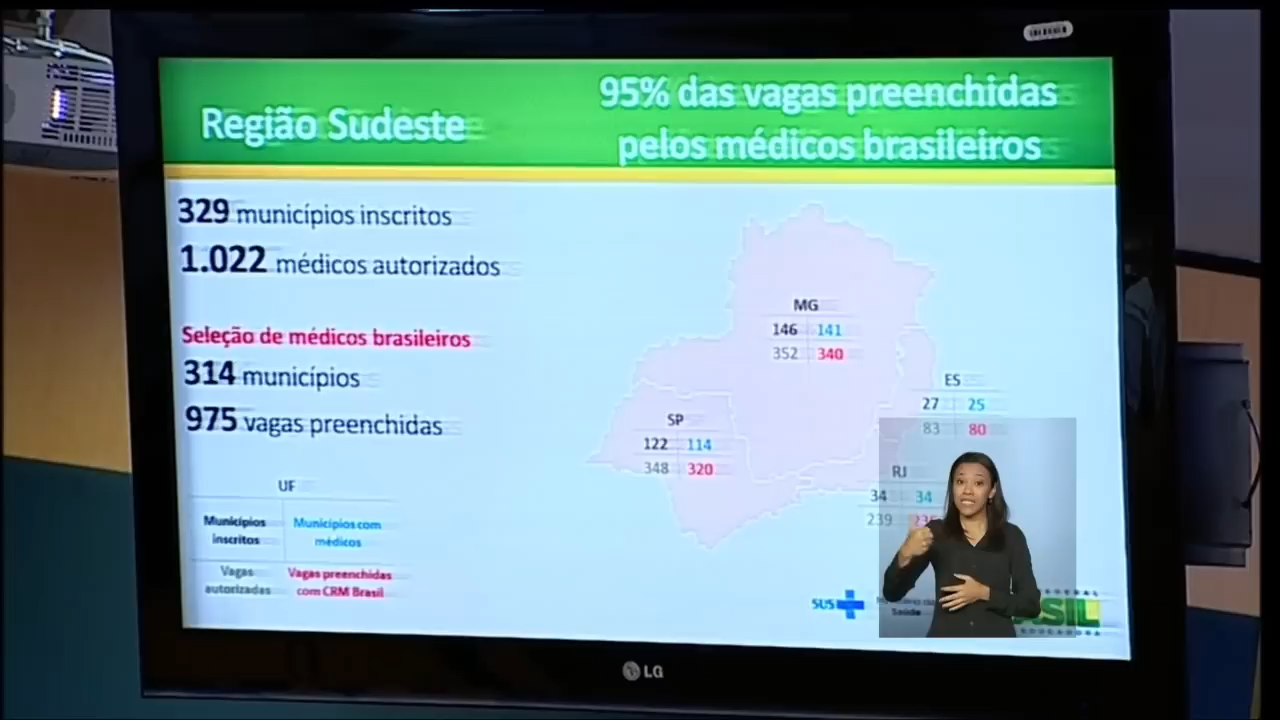 Região Sudeste
95% das vagas preenchidas
pelos médicos brasileiros
329 municípios inscritos
1.022 médicos autorizados
Seleção de médicos brasileiros
314 municípios
975 vagas preenchidas
UF
Municípios
inscritos
Municípios com
médicos
Vagas
autorizadas
Vagas preenchidas
com CRM Brasil
MG
146 141
352 340
ES
27 25
83 80
SP
122 114
348 320
RJ
34 34
239
SUS
Saúde
LG